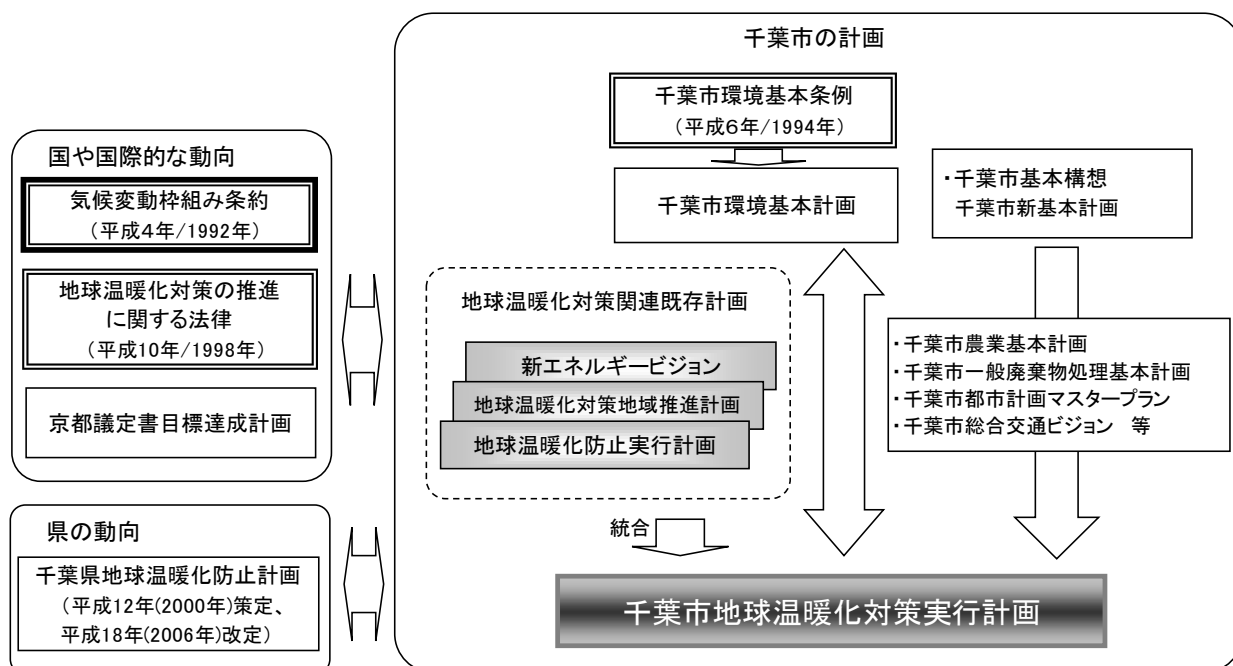 千葉市の計画
千葉市環境基本条例
（平成６年/1994年）
千葉市環境基本計画
・千葉市基本構想
千葉市新基本計画
国や国際的な動向
気候変動枠組み条約
（平成４年/1992年）
地球温暖化対策の推進
に関する法律
（平成10年/1998年）
京都議定書目標達成計画
地球温暖化対策関連既存計画
新エネルギービジョン
地球温暖化対策地域推進計画
地球温暖化防止実行計画
・千葉市農業基本計画
・千葉市一般廃棄物処理基本計画
・千葉市都市計画マスタープラン
・千葉市総合交通ビジョン　等
県の動向
千葉県地球温暖化防止計画
（平成12年(2000年)策定、
平成18年(2006年)改定）
統合
千葉市地球温暖化対策実行計画